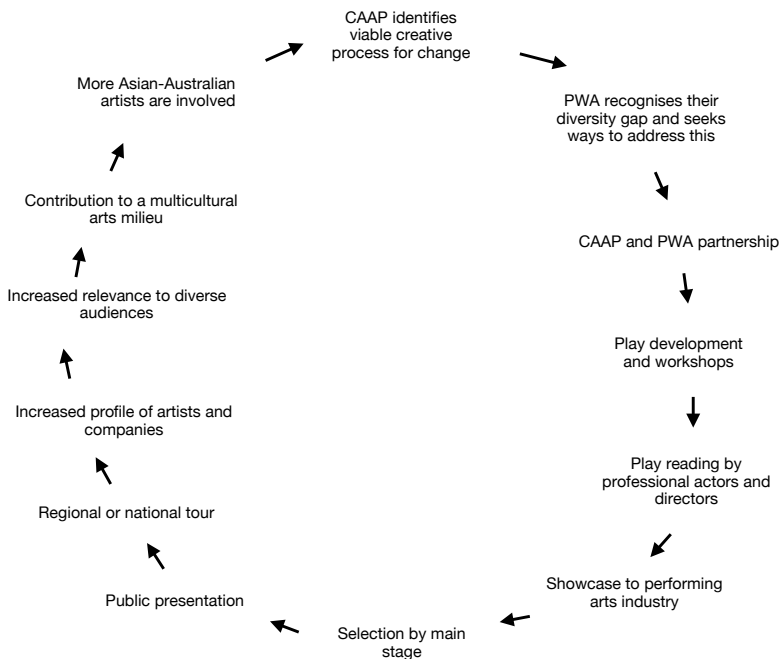 CAAP identifies
viable creative
process for change
PWA recognises their
diversity gap and seeks
ways to address this
CAAP and PWA partnership
Play development
and workshops
Play reading by
professional actors and
directors
Showcase to performing
arts industry
Selection by main
stage
Public presentation
Regional or national tour
Increased profile of artists and
companies
Increased relevance to diverse
audiences
Contribution to a multicultural
arts milieu
More Asian-Australian
artists are involved